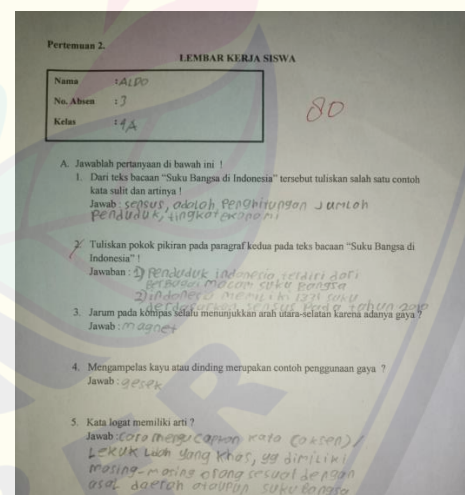 Pertemuan 2.
LEMBAR KERJA SISWA
Nama : ALDO
No. Absen : 3
Kelas : 4A
80
A. Jawablah pertanyaan di bawah ini !
1. Dari teks bacaan "Suku Bangsa di Indonesia" tersebut tuliskan salah satu contoh
kata sulit dan artinya !
Jawab : sensus, adalah Penghitungan Jumlah
Penduduk, tingkat ekonomi
2. Tuliskan pokok pikiran pada paragraf kedua pada teks bacaan "Suku Bangsa di
Indonesia" !
Jawaban : 1) Penduduk indonesia terdiri dari
berbagai macam suku bangsa
2) indonesia memiliki 1331 suku
berdasarkan sensus Pada tahun 2010
3. Jarum pada kompas selalu menunjukkan arah utara-selatan karena adanya gaya ?
Jawab : magnet
4. Mengampelas kayu atau dinding merupakan contoh penggunaan gaya ?
Jawab : gesek
5. Kata logat memiliki arti ?
Jawab : cara mengucapkan kata (aksen)/
Lekuk Lidah yang khas, yg dimiliki
masing-masing orang sesuai dengan
asal daerah ataupun suku bangsa